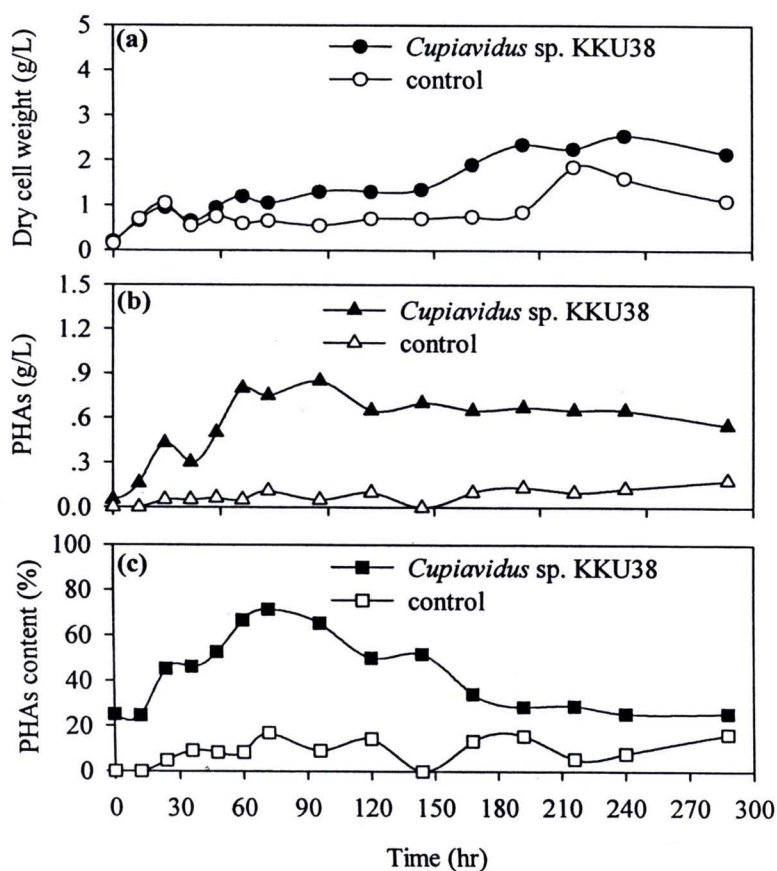 (a)
Cupiavidus sp. KKU38
control
Dry cell weight (g/L)
5
4
3
2
1
0
(b)
Cupiavidus sp. KKU38
control
PHAs (g/L)
1.5
1.2
.9
.6
.3
0.0
(c)
Cupiavidus sp. KKU38
control
PHAs content (%)
100
80
60
40
20
0
0 30 60 90 120 150 180 210 240 270 300
Time (hr)